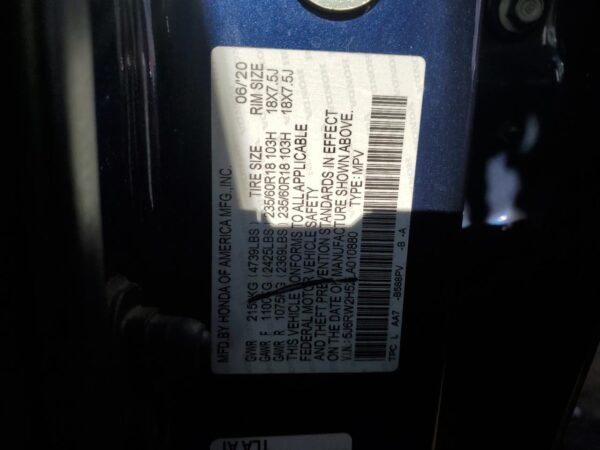 MFD.BY HONDA OF AMERICA MFG.,INC. 06/'20
TIRE SIZE RIM SIZE
GVWR 2150KG (4739LBS)
GAWR F 1100KG (2425LBS) 235/60R18 103H 18X7.5J
GAWR R 1075KG (2369LBS) 235/60R18 103H 18X7.5J
THIS VEHICLE CONFORMS TO ALL APPLICABLE
FEDERAL MOTOR VEHICLE SAFETY
AND THEFT PREVENTION STANDARDS IN EFFECT
ON THE DATE OF MANUFACTURE SHOWN ABOVE.
V.I.N.: TYPE: MPV
TPC L AA7 -B588PV -B -A